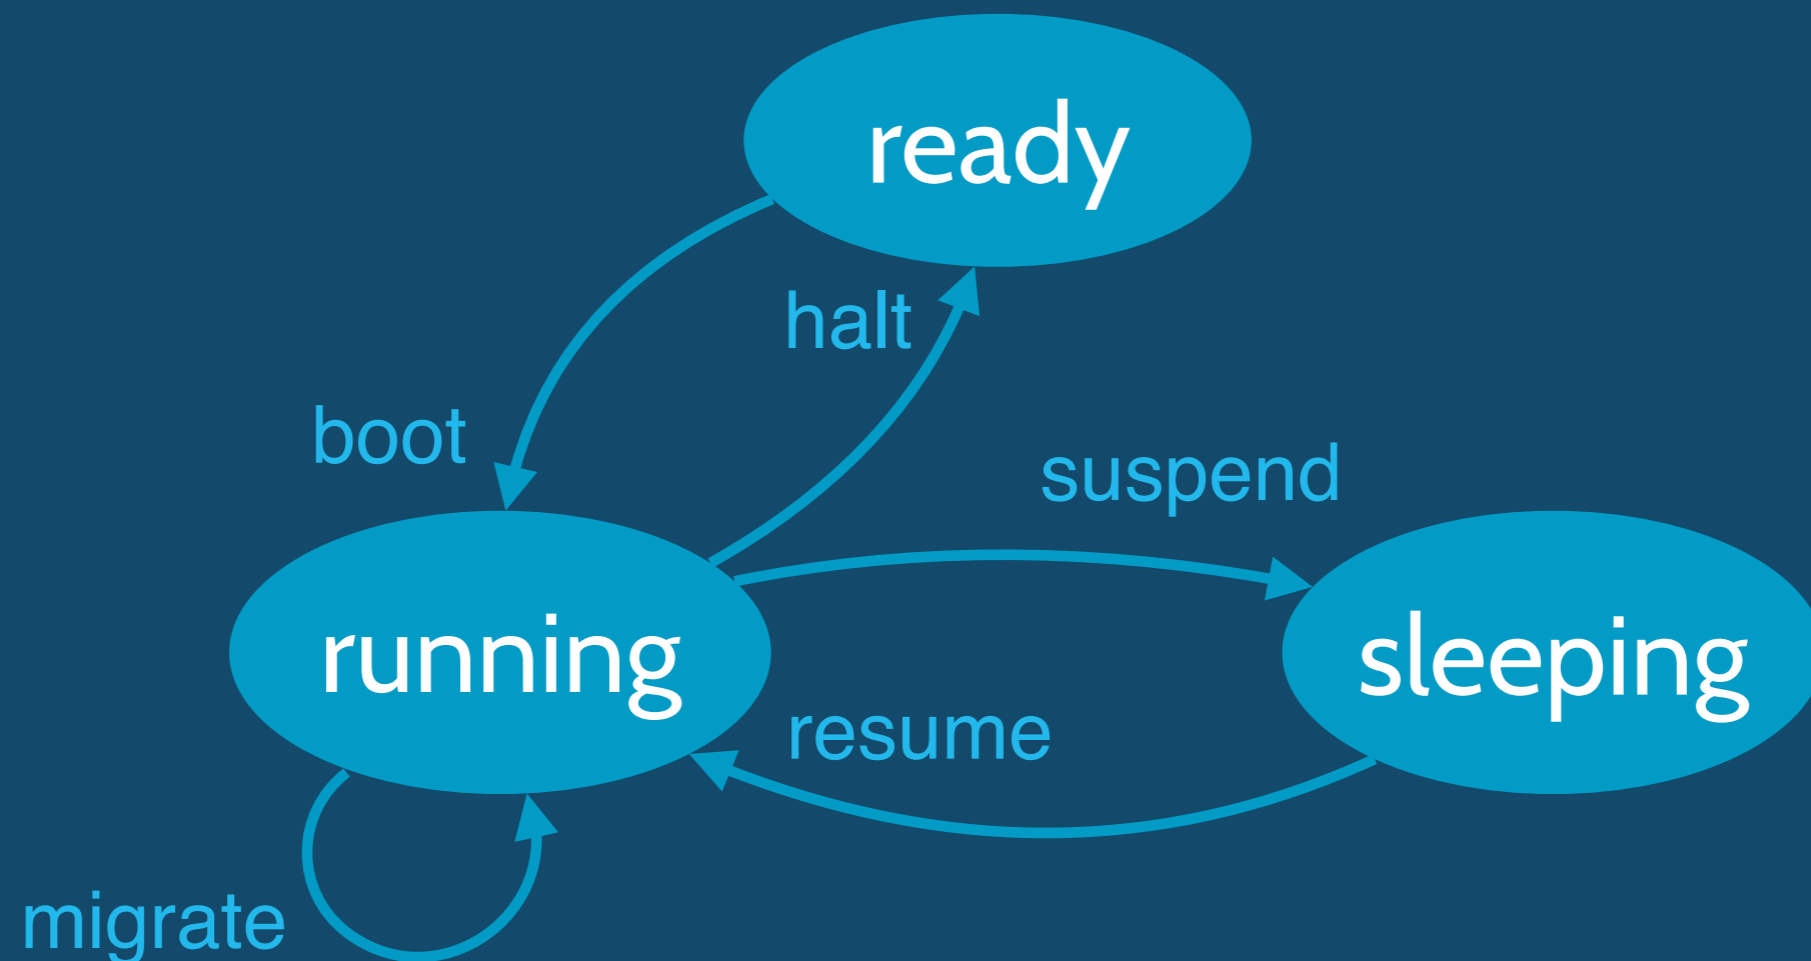 ready
halt
boot
suspend
running
sleeping
resume
migrate